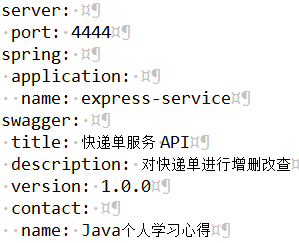 server:
 port: 4444
spring:
 application:
  name: express-service
swagger:
 title: 快递单服务 API
 description: 对快递单进行增删改查
 version: 1.0.0
 contact:
  name: Java个人学习心得